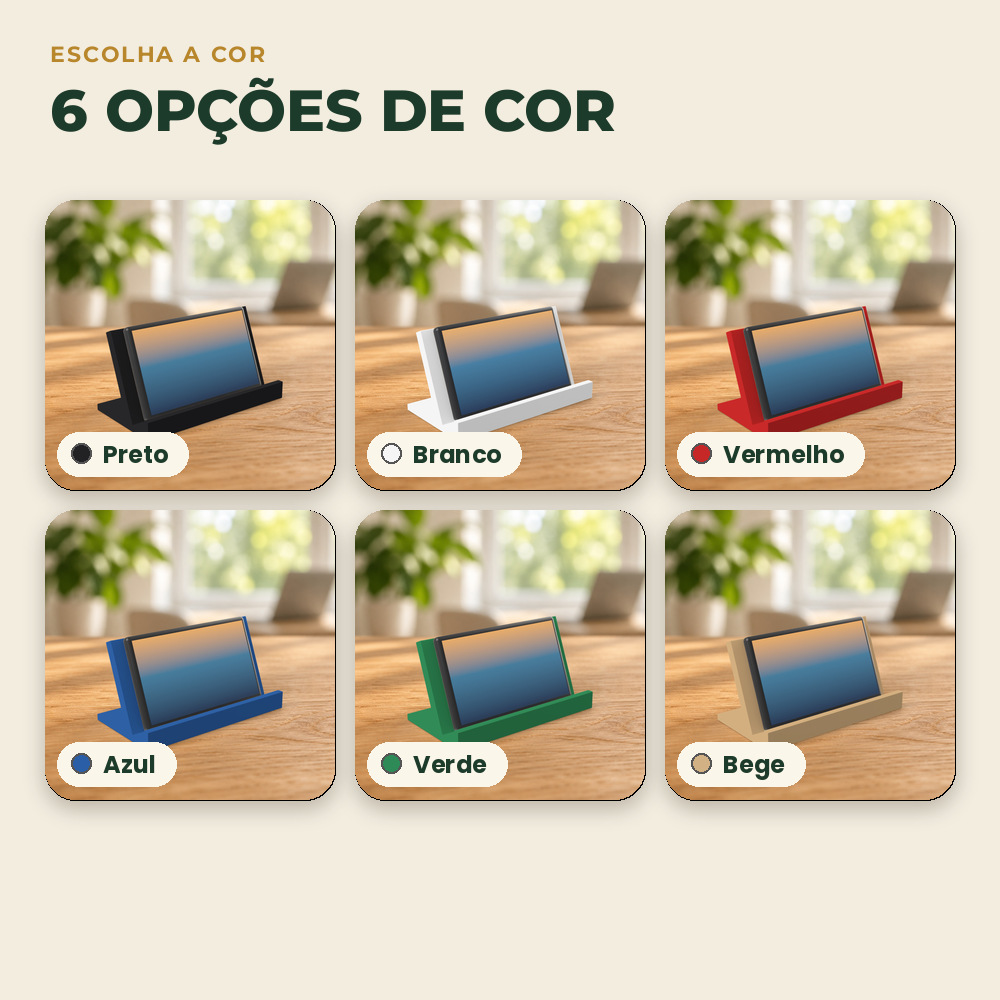 ESCOLHA A COR
6 OPÇÕES DE COR
Preto
Branco
Vermelho
Azul
Verde
Bege